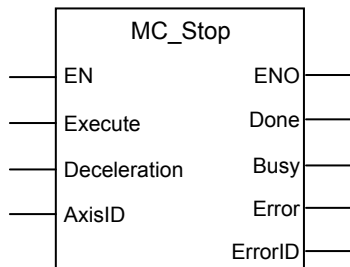 MC_Stop
EN ENO
Execute Done
Deceleration Busy
AxisID Error
ErrorID